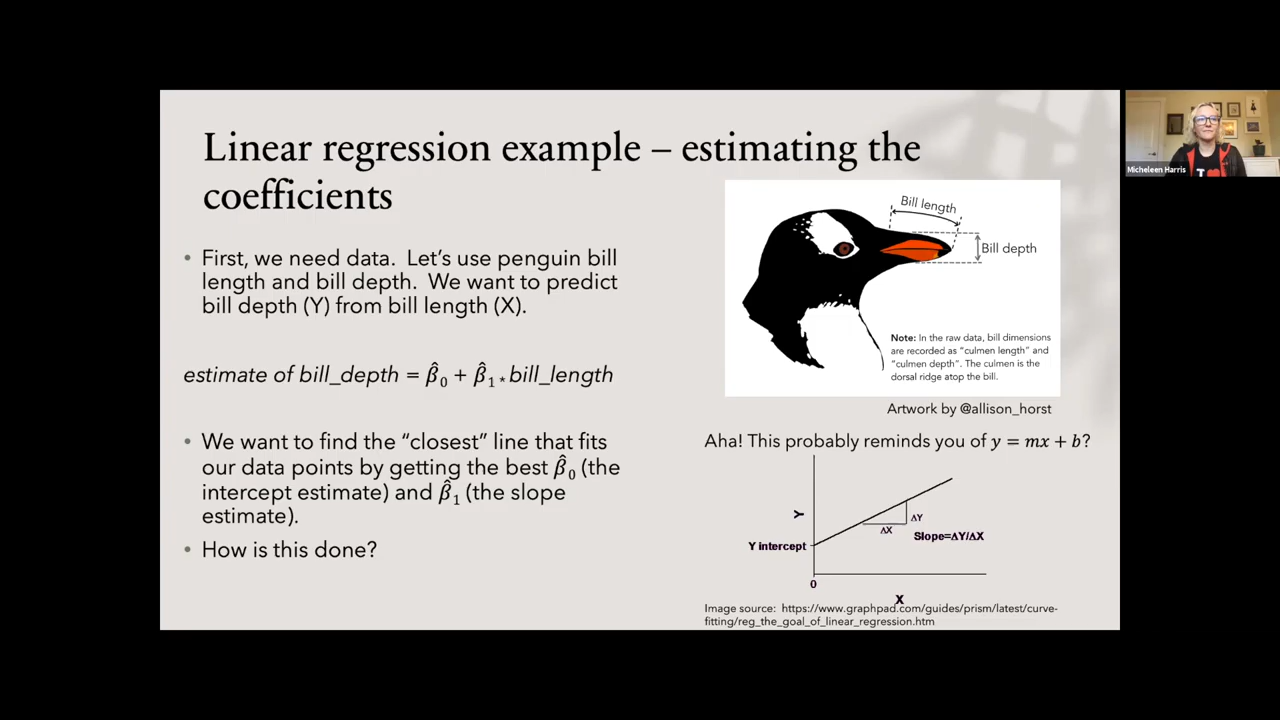 Linear regression example – estimating the
coefficients
• First, we need data. Let's use penguin bill
length and bill depth. We want to predict
bill depth (Y) from bill length (X).
estimate of bill_depth = β̂₀ + β̂₁ * bill_length
• We want to find the “closest” line that fits
our data points by getting the best β̂₀ (the
intercept estimate) and β̂₁ (the slope
estimate).
• How is this done?
Bill length
Bill depth
Note: In the raw data, bill dimensions
are recorded as “culmen length” and
“culmen depth”. The culmen is the
dorsal ridge atop the bill.
Artwork by @allison_horst
Aha! This probably reminds you of y = mx + b?
Y
ΔY
ΔX
Slope=ΔY/ΔX
Y intercept
0
X
Image source: https://www.graphpad.com/guides/prism/latest/curve-
fitting/reg_the_goal_of_linear_regression.htm
Micheleen Harris
I